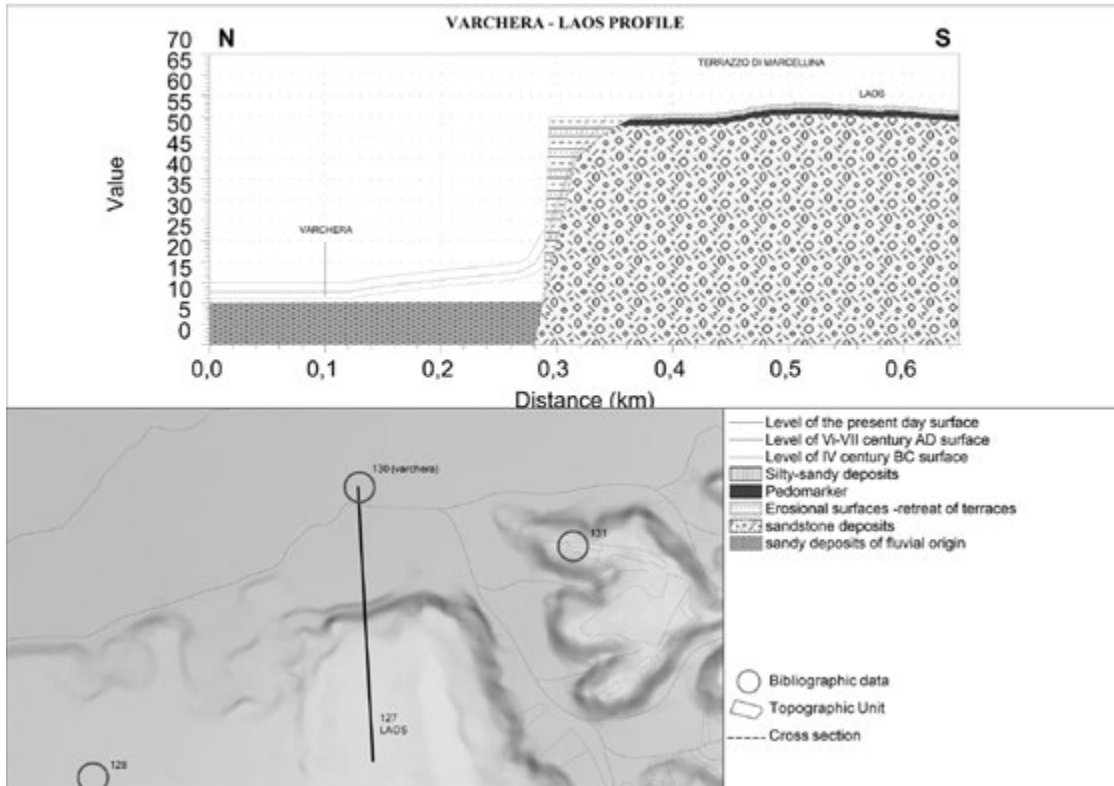 VARCHERA - LAOS PROFILE
N
S
TERRAZZO DI MARCELLINA
LAOS
VARCHERA
Value
70
65
60
55
50
45
40
35
30
25
20
15
10
5
0
0,0
0,1
0,2
0,3
0,4
0,5
0,6
Distance (km)
130 (varchera)
131
127
LAOS
128
Level of the present day surface
Level of Vi-VII century AD surface
Level of IV century BC surface
Silty-sandy deposits
Pedomarker
Erosional surfaces -retreat of terraces
sandstone deposits
sandy deposits of fluvial origin
Bibliographic data
Topographic Unit
Cross section